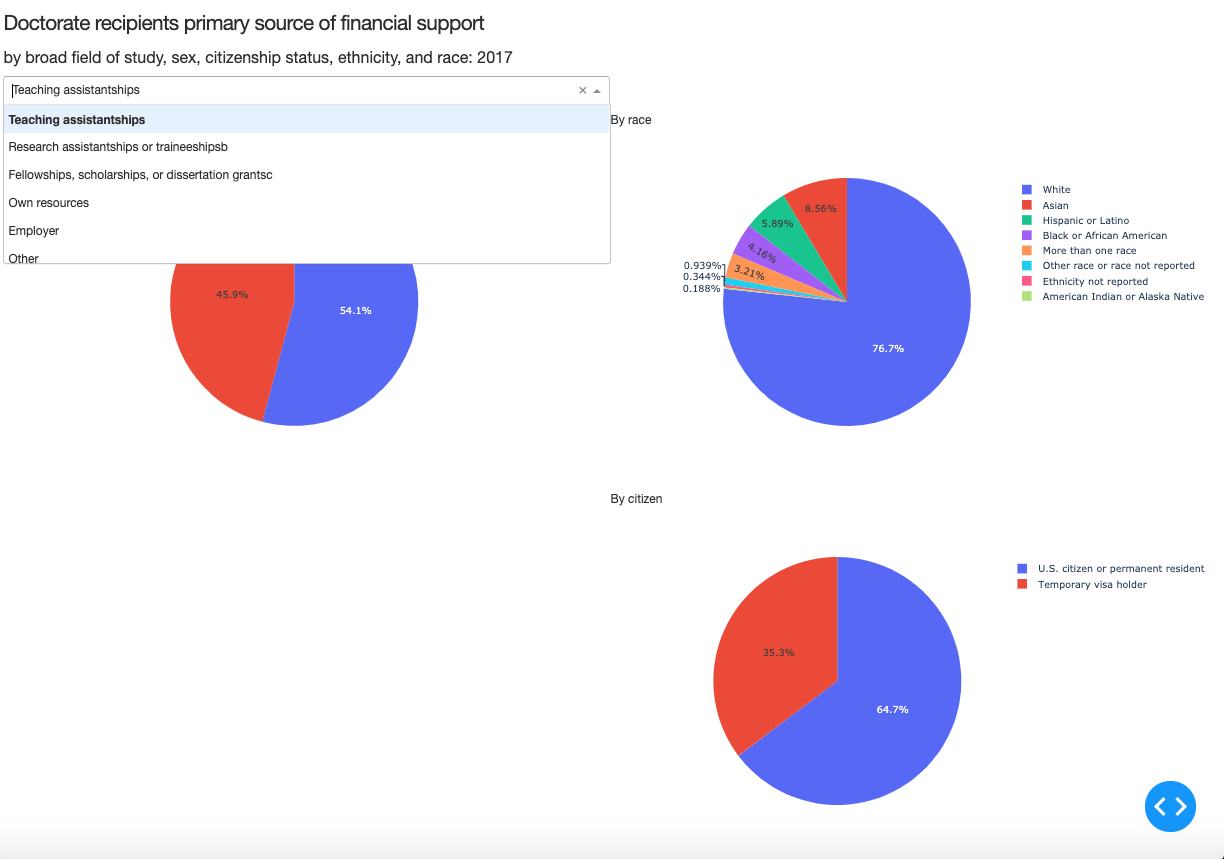 Doctorate recipients primary source of financial support
by broad field of study, sex, citizenship status, ethnicity, and race: 2017
Teaching assistantships
Teaching assistantships
Research assistantships or traineeshipsb
Fellowships, scholarships, or dissertation grantsc
Own resources
Employer
Other
45.9%
54.1%
By race
8.56%
5.89%
4.16%
3.21%
0.939%
0.344%
0.188%
76.7%
White
Asian
Hispanic or Latino
Black or African American
More than one race
Other race or race not reported
Ethnicity not reported
American Indian or Alaska Native
By citizen
35.3%
64.7%
U.S. citizen or permanent resident
Temporary visa holder